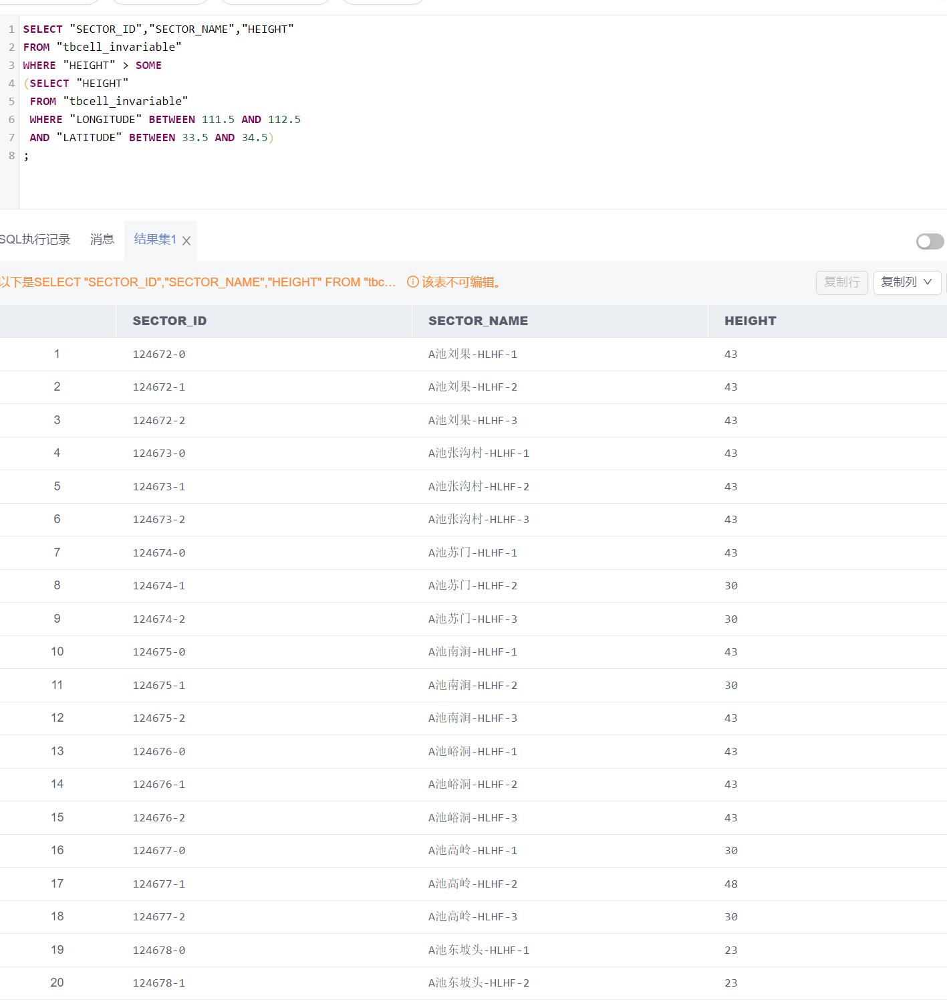 1 SELECT "SECTOR_ID","SECTOR_NAME","HEIGHT"
2 FROM "tbcell_invariable"
3 WHERE "HEIGHT" > SOME
4 (SELECT "HEIGHT"
5 FROM "tbcell_invariable"
6 WHERE "LONGITUDE" BETWEEN 111.5 AND 112.5
7 AND "LATITUDE" BETWEEN 33.5 AND 34.5)
8 ;
SQL执行记录 消息 结果集1
以下是SELECT "SECTOR_ID","SECTOR_NAME","HEIGHT" FROM "tbc... 该表不可编辑。 复制行 复制列
SECTOR_ID SECTOR_NAME HEIGHT
1 124672-0 A池刘果-HLHF-1 43
2 124672-1 A池刘果-HLHF-2 43
3 124672-2 A池刘果-HLHF-3 43
4 124673-0 A池张沟村-HLHF-1 43
5 124673-1 A池张沟村-HLHF-2 43
6 124673-2 A池张沟村-HLHF-3 43
7 124674-0 A池苏门-HLHF-1 43
8 124674-1 A池苏门-HLHF-2 30
9 124674-2 A池苏门-HLHF-3 30
10 124675-0 A池南涧-HLHF-1 43
11 124675-1 A池南涧-HLHF-2 30
12 124675-2 A池南涧-HLHF-3 43
13 124676-0 A池峪洞-HLHF-1 43
14 124676-1 A池峪洞-HLHF-2 43
15 124676-2 A池峪洞-HLHF-3 43
16 124677-0 A池高岭-HLHF-1 30
17 124677-1 A池高岭-HLHF-2 48
18 124677-2 A池高岭-HLHF-3 30
19 124678-0 A池东坡头-HLHF-1 23
20 124678-1 A池东坡头-HLHF-2 23